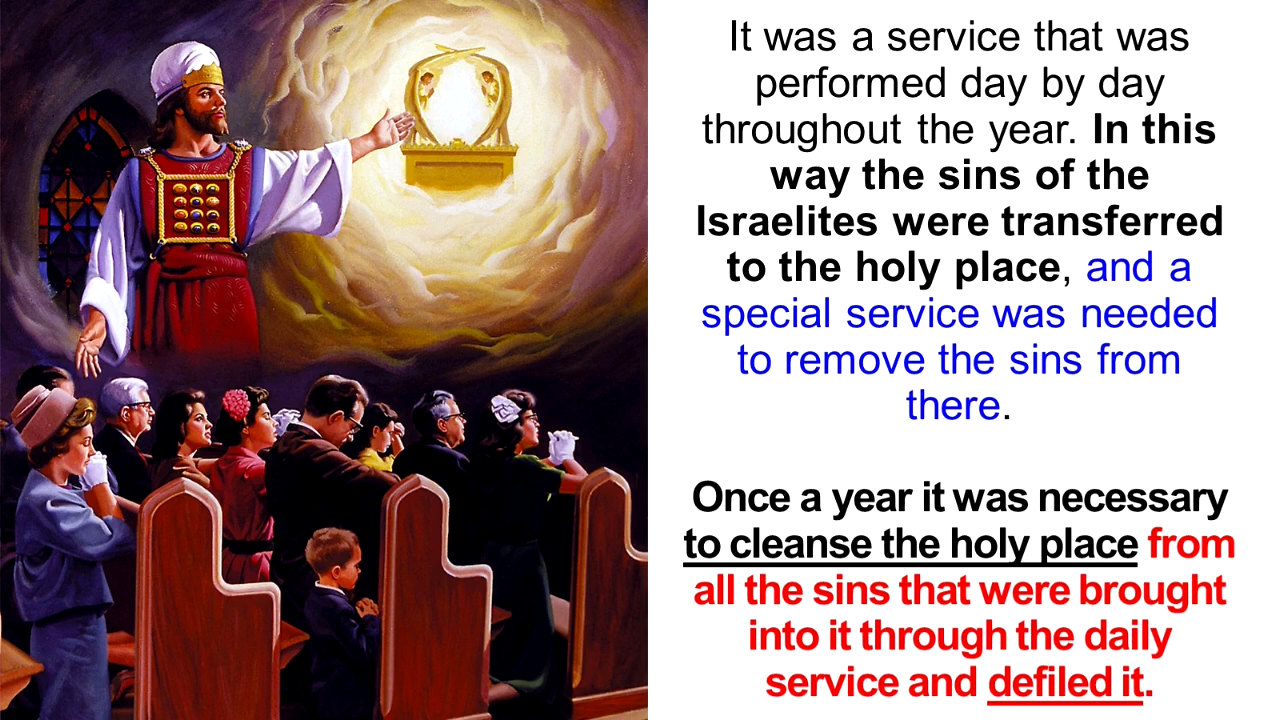 It was a service that was
performed day by day
throughout the year. In this
way the sins of the
Israelites were transferred
to the holy place, and a
special service was needed
to remove the sins from
there.
Once a year it was necessary
to cleanse the holy place from
all the sins that were brought
into it through the daily
service and defiled it.